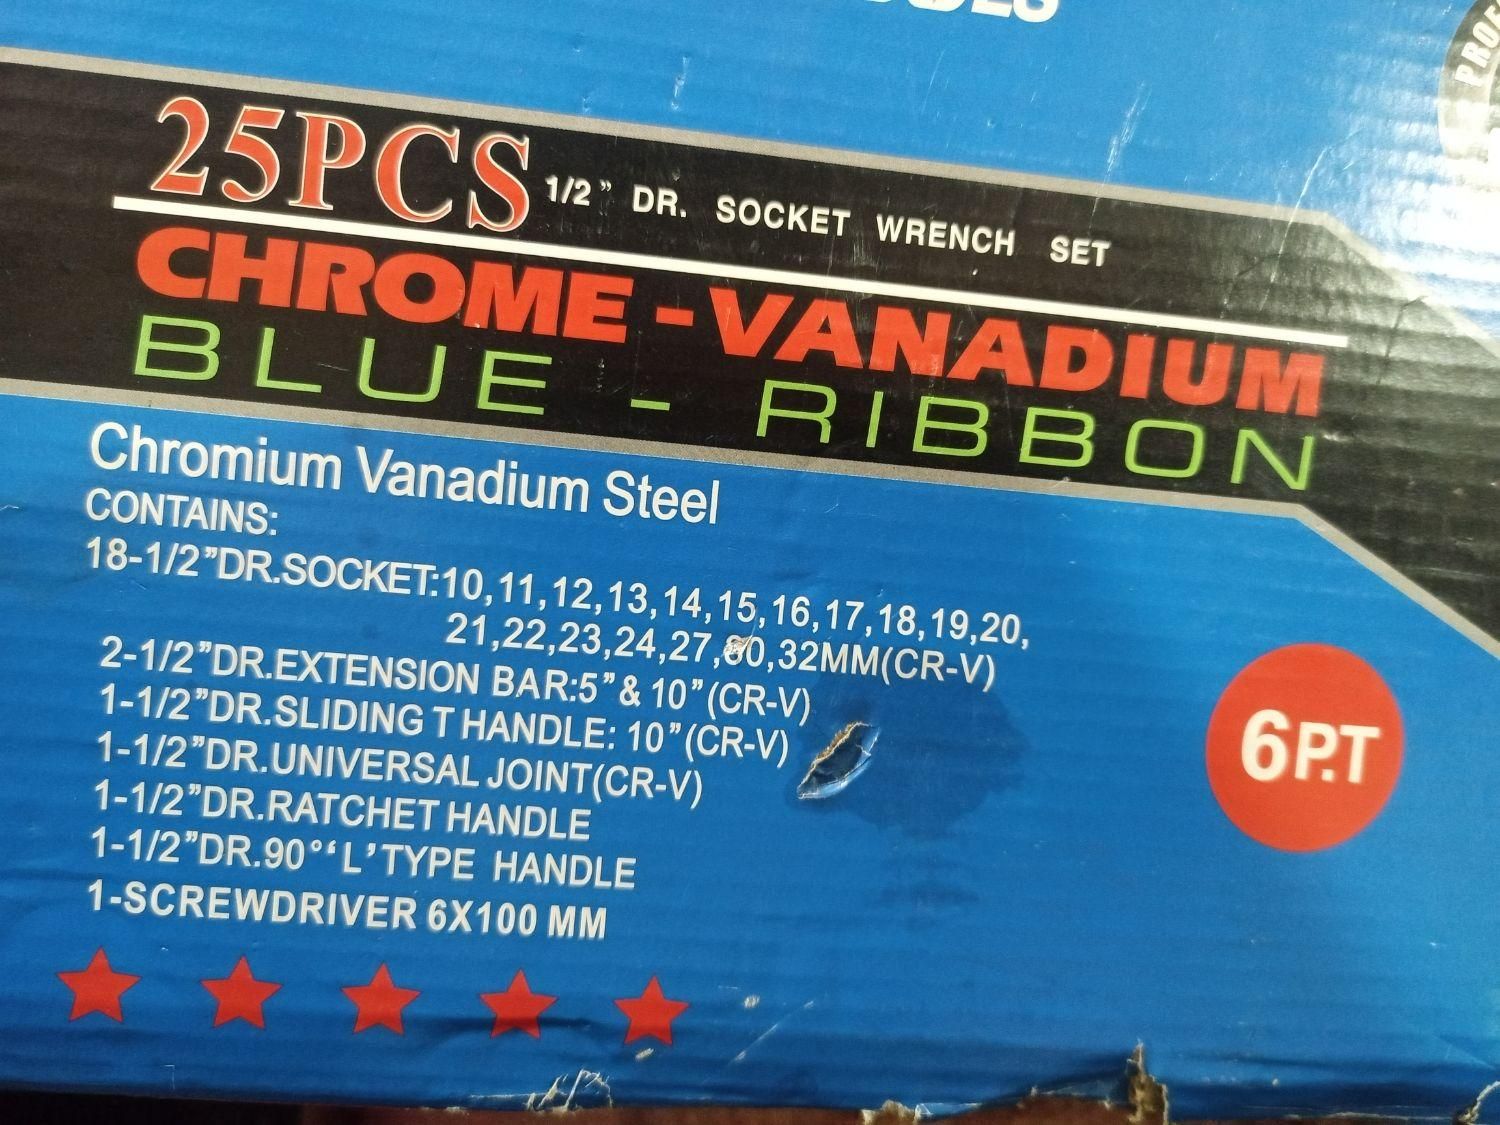 25PCS 1/2” DR. SOCKET WRENCH SET
CHROME-VANADIUM
BLUE-RIBBON
Chromium Vanadium Steel
CONTAINS:
18-1/2”DR.SOCKET:10,11,12,13,14,15,16,17,18,19,20,
21,22,23,24,27,30,32MM(CR-V)
2-1/2”DR.EXTENSION BAR:5”& 10”(CR-V)
1-1/2”DR.SLIDING T HANDLE: 10”(CR-V)
1-1/2”DR.UNIVERSAL JOINT(CR-V)
1-1/2”DR.RATCHET HANDLE
1-1/2”DR.90°‘L’TYPE HANDLE
1-SCREWDRIVER 6X100 MM
6P.T